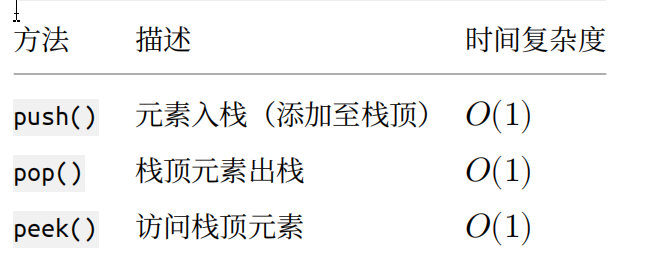 方法 描述 时间复杂度
push() 元素入栈（添加至栈顶） O(1)
pop() 栈顶元素出栈 O(1)
peek() 访问栈顶元素 O(1)